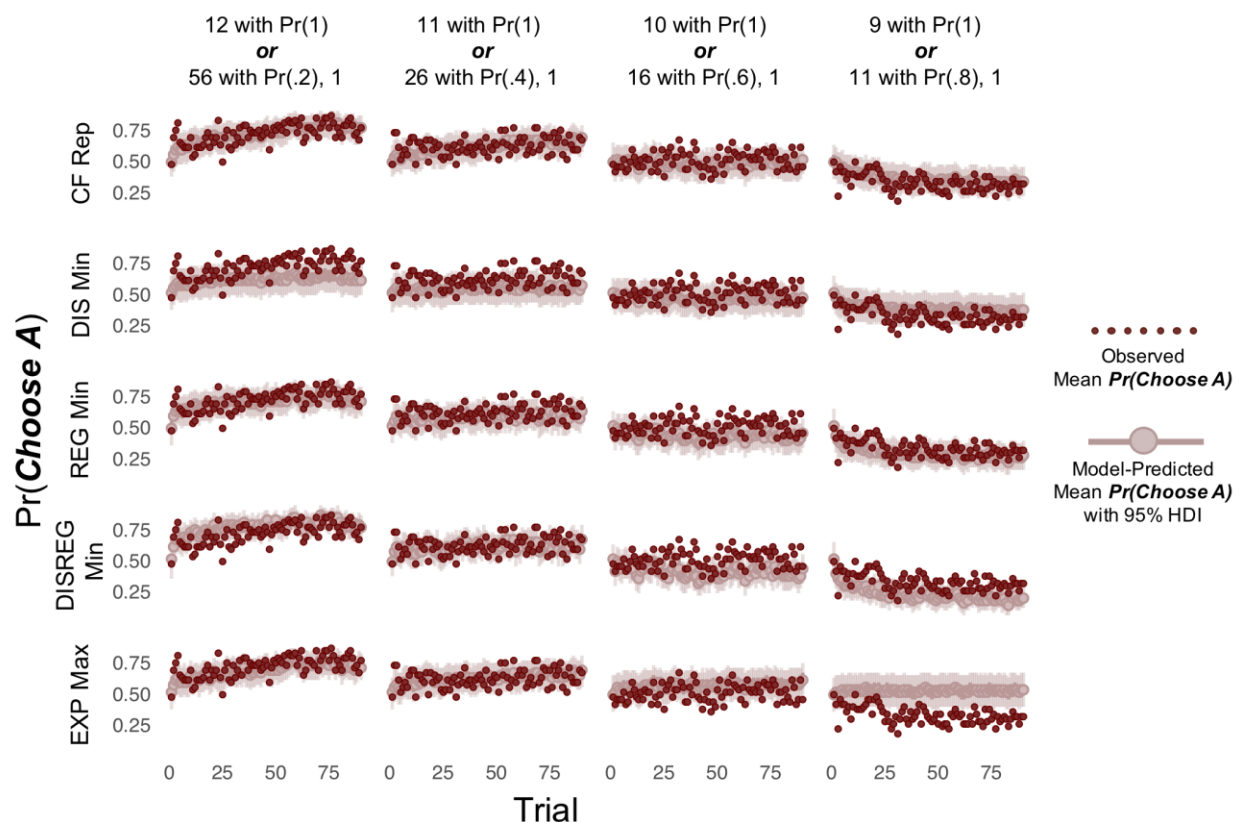 12 with Pr(1)
or
56 with Pr(.2), 1
11 with Pr(1)
or
26 with Pr(.4), 1
10 with Pr(1)
or
16 with Pr(.6), 1
9 with Pr(1)
or
11 with Pr(.8), 1
Pr(Choose A)
CF Rep
0.75
0.50
0.25
DIS Min
0.75
0.50
0.25
REG Min
0.75
0.50
0.25
DISREG
Min
0.75
0.50
0.25
EXP Max
0.75
0.50
0.25
0 25 50 75
0 25 50 75
0 25 50 75
0 25 50 75
Trial
Observed
Mean Pr(Choose A)
Model-Predicted
Mean Pr(Choose A)
with 95% HDI